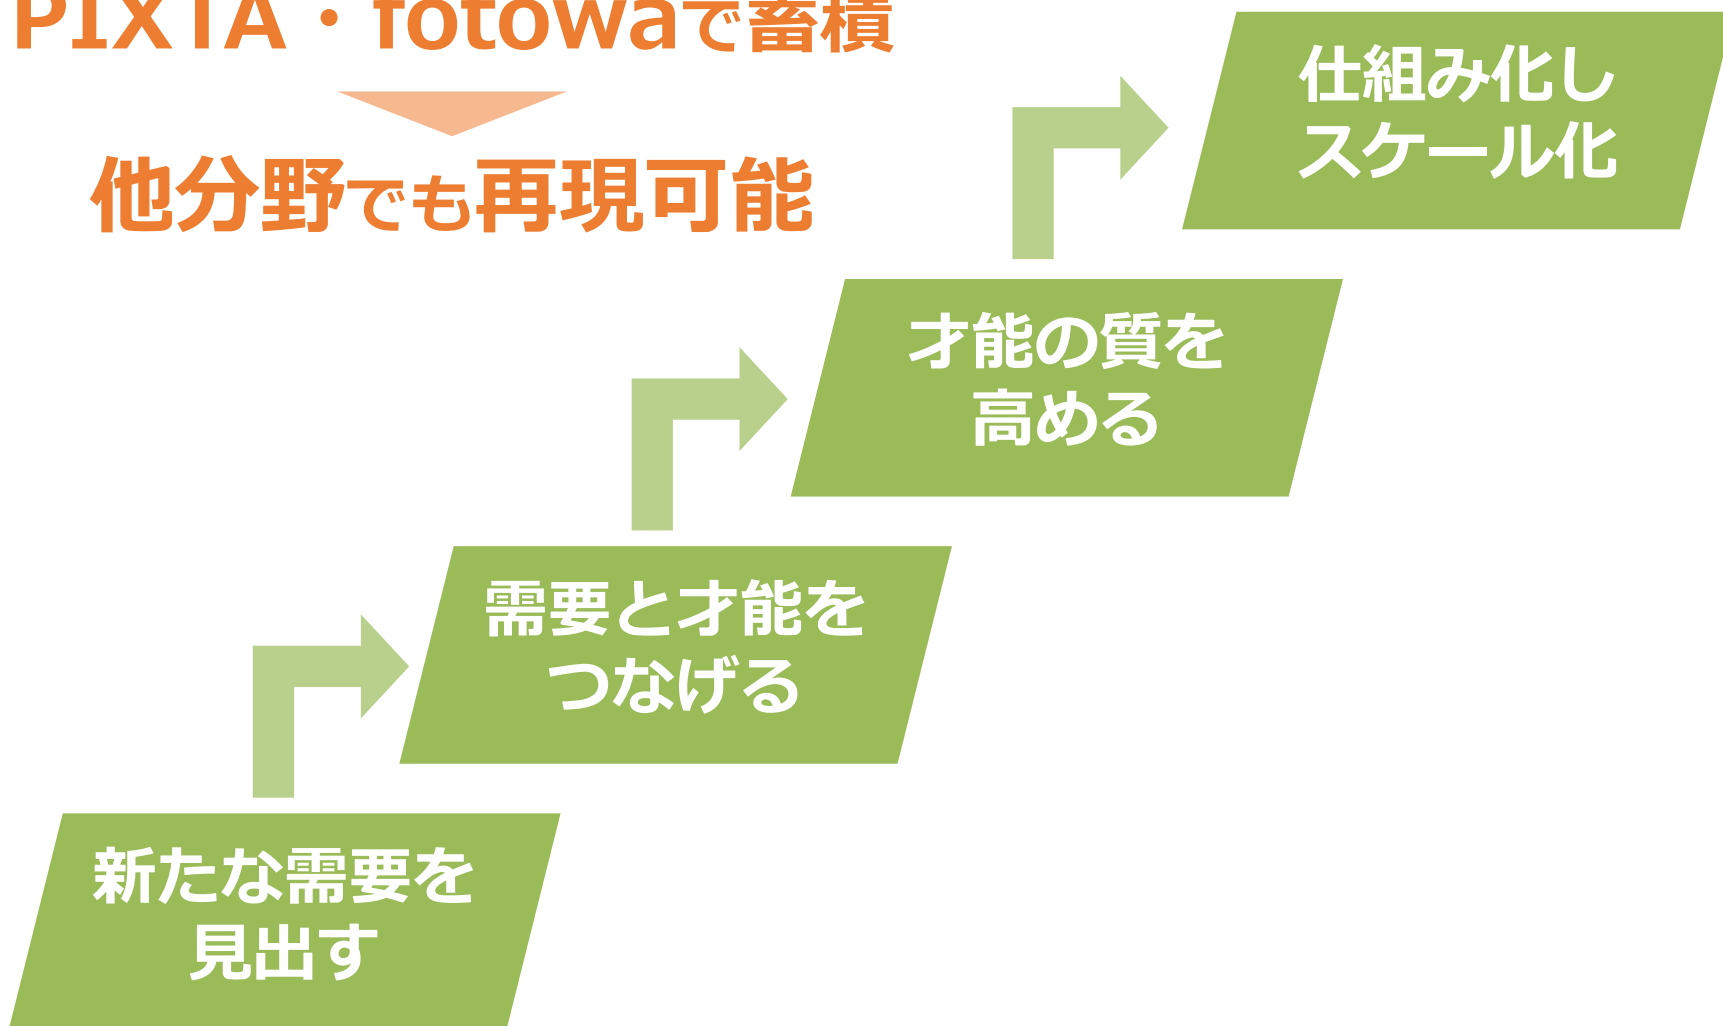 PIXTA・fotowaで蓄積
他分野でも再現可能
仕組み化し
スケール化
才能の質を
高める
需要と才能を
つなげる
新たな需要を
見出す